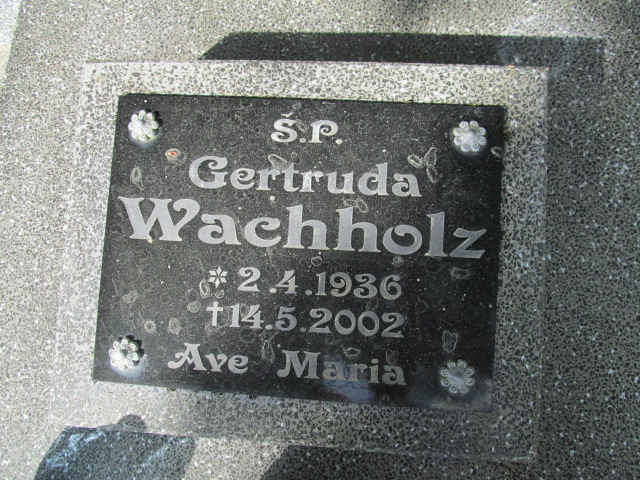 Ś.P.
Gertruda
Wachholz
* 2.4.1936
†14.5.2002
Ave Maria